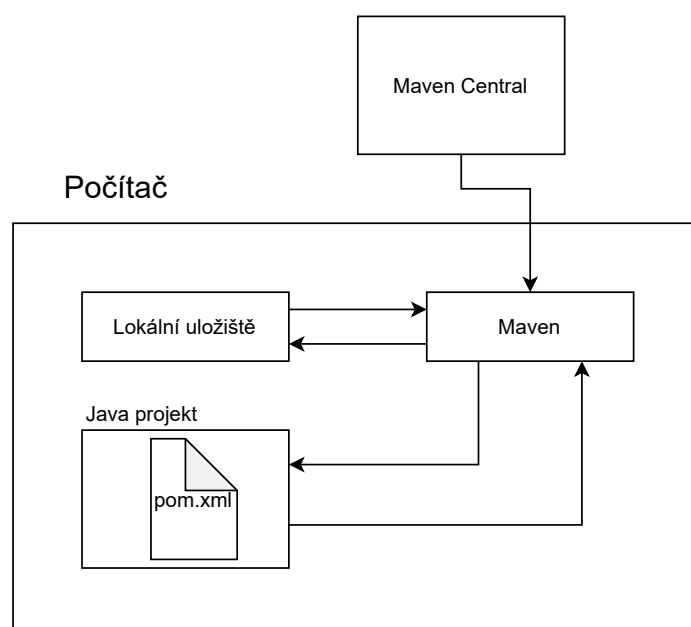 Maven Central
Počítač
Lokální uložiště
Maven
Java projekt
pom.xml